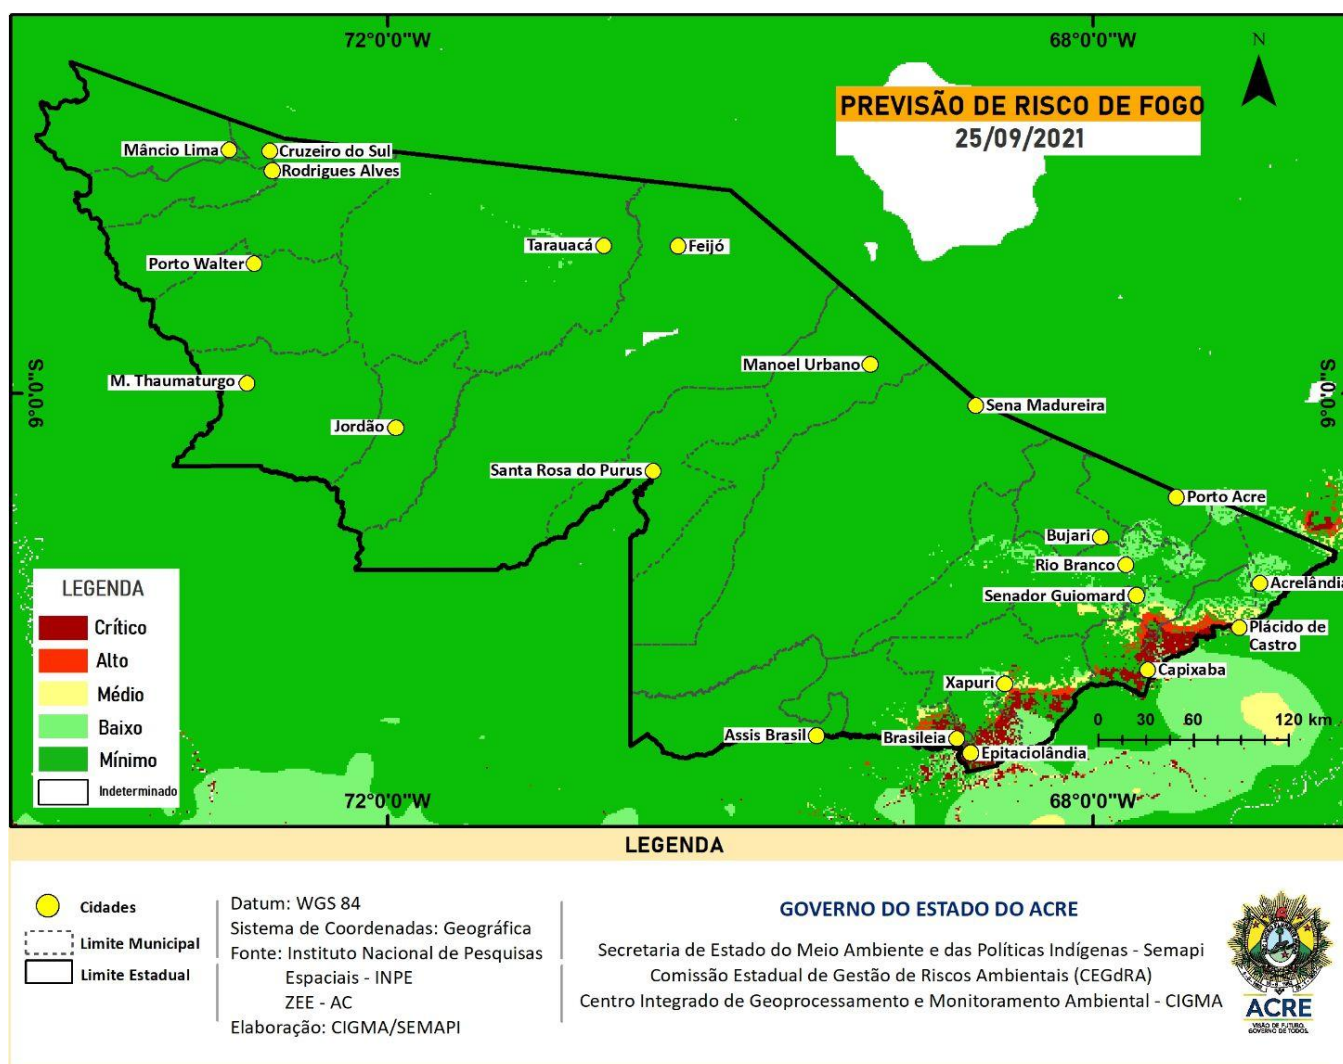 72°0'0"W
68°0'0"W
N
PREVISÃO DE RISCO DE FOGO
25/09/2021
Mâncio Lima
Cruzeiro do Sul
Rodrigues Alves
Tarauacá
Feijó
Porto Walter
Manoel Urbano
M. Thaumaturgo
9°0'0"S
9°0'0"S
Sena Madureira
Jordão
Santa Rosa do Purus
Porto Acre
Bujari
Rio Branco
Acrelândia
Senador Guiomard
Plácido de
Castro
Capixaba
Xapuri
Assis Brasil
Brasileia
Epitaciolândia
0 30 60 120 km
LEGENDA
Crítico
Alto
Médio
Baixo
Mínimo
Indeterminado
72°0'0"W
68°0'0"W
LEGENDA
Cidades
Limite Municipal
Limite Estadual
Datum: WGS 84
Sistema de Coordenadas: Geográfica
Fonte: Instituto Nacional de Pesquisas
Espaciais - INPE
ZEE - AC
Elaboração: CIGMA/SEMAPI
GOVERNO DO ESTADO DO ACRE
Secretaria de Estado do Meio Ambiente e das Políticas Indígenas - Semapi
Comissão Estadual de Gestão de Riscos Ambientais (CEGdRA)
Centro Integrado de Geoprocessamento e Monitoramento Ambiental - CIGMA
ACRE
VISÃO DE FUTURO.
GOVERNO DE TODOS.